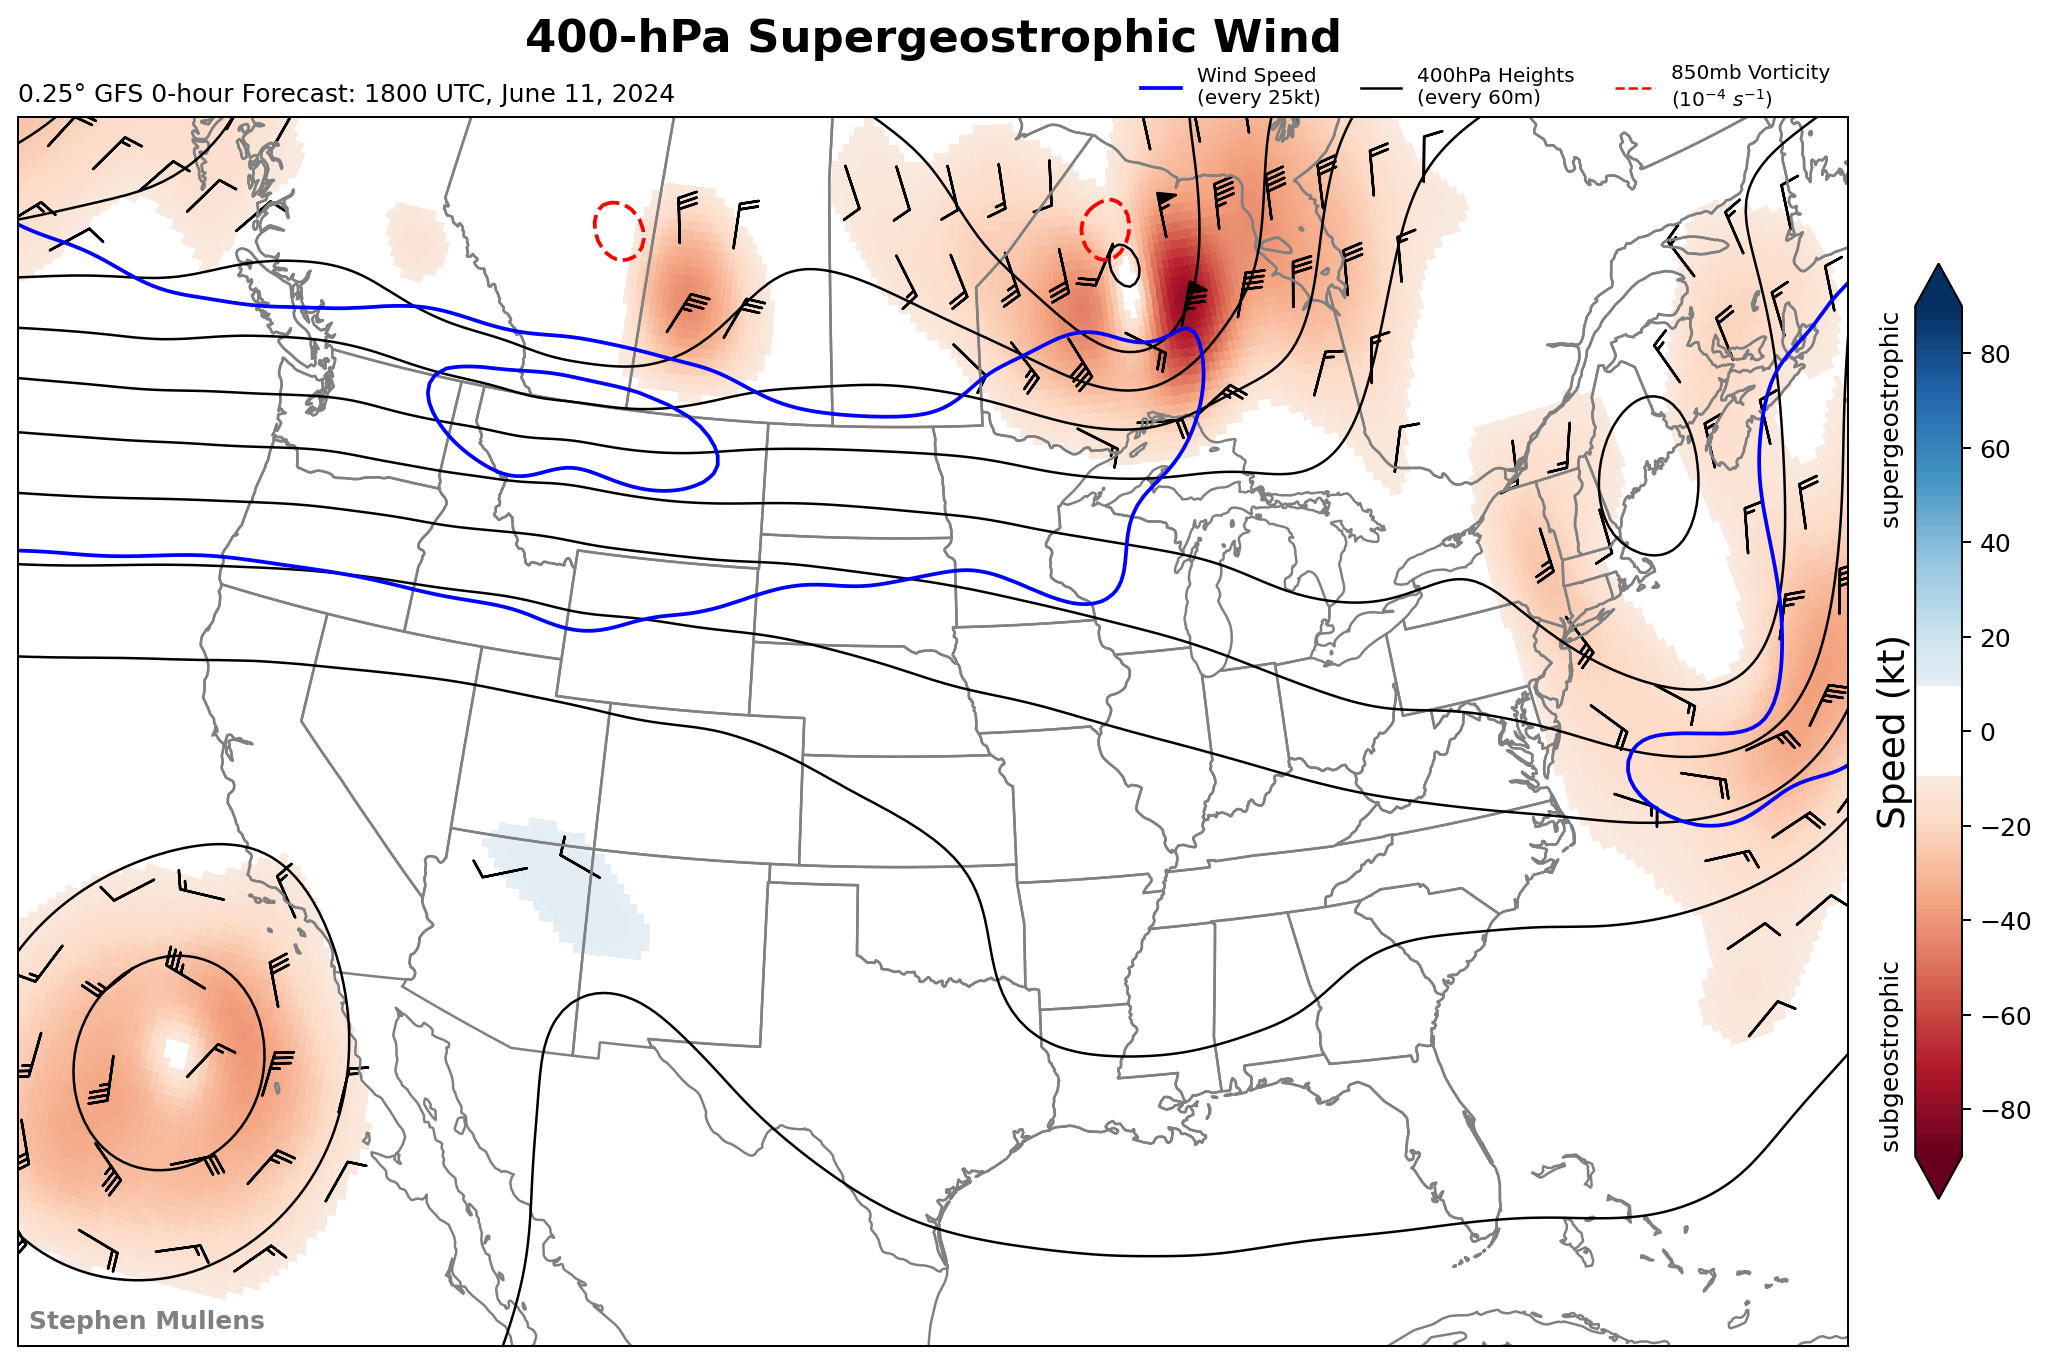 400-hPa Supergeostrophic Wind
0.25° GFS 0-hour Forecast: 1800 UTC, June 11, 2024
Wind Speed
(every 25kt)
400hPa Heights
(every 60m)
850mb Vorticity
(10⁻⁴ s⁻¹)
supergeostrophic
Speed (kt)
subgeostrophic
80
60
40
20
0
−20
−40
−60
−80
Stephen Mullens